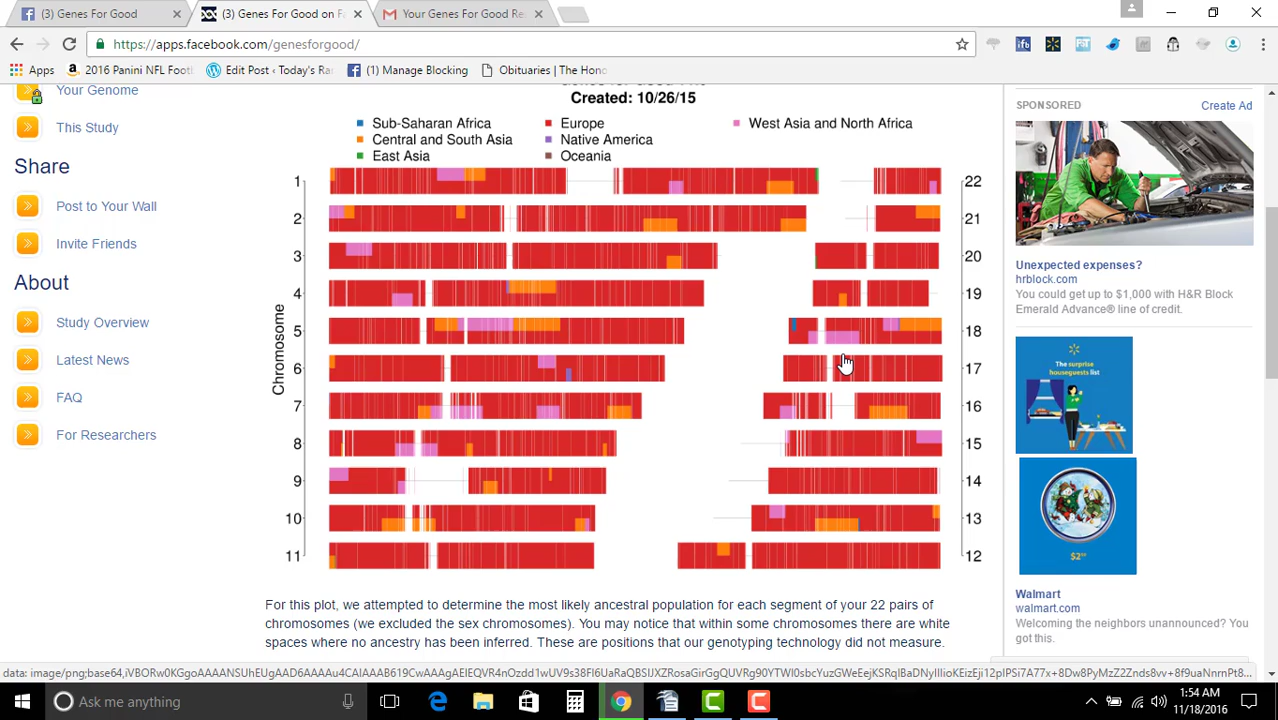 (3) Genes For Good
(3) Genes For Good on F
Your Genes For Good Re
https://apps.facebook.com/genesforgood/
Apps
2016 Panini NFL Foot
Edit Post ‹ Today's Ra
(1) Manage Blocking
Obituaries | The Hono
Your Genome
This Study
Share
Post to Your Wall
Invite Friends
About
Study Overview
Latest News
FAQ
For Researchers
Created: 10/26/15
Sub-Saharan Africa
Europe
West Asia and North Africa
Central and South Asia
Native America
East Asia
Oceania
Chromosome
1 22
2 21
3 20
4 19
5 18
6 17
7 16
8 15
9 14
10 13
11 12
For this plot, we attempted to determine the most likely ancestral population for each segment of your 22 pairs of
chromosomes (we excluded the sex chromosomes). You may notice that within some chromosomes there are white
spaces where no ancestry has been inferred. These are positions that our genotyping technology did not measure.
SPONSORED
Create Ad
Unexpected expenses?
hrblock.com
You could get up to $1,000 with H&R Block
Emerald Advance® line of credit.
The surprise
houseguests list
$2
Walmart
walmart.com
Welcoming the neighbors unannounced? You
got this.
Ask me anything
1:54 AM
11/18/2016